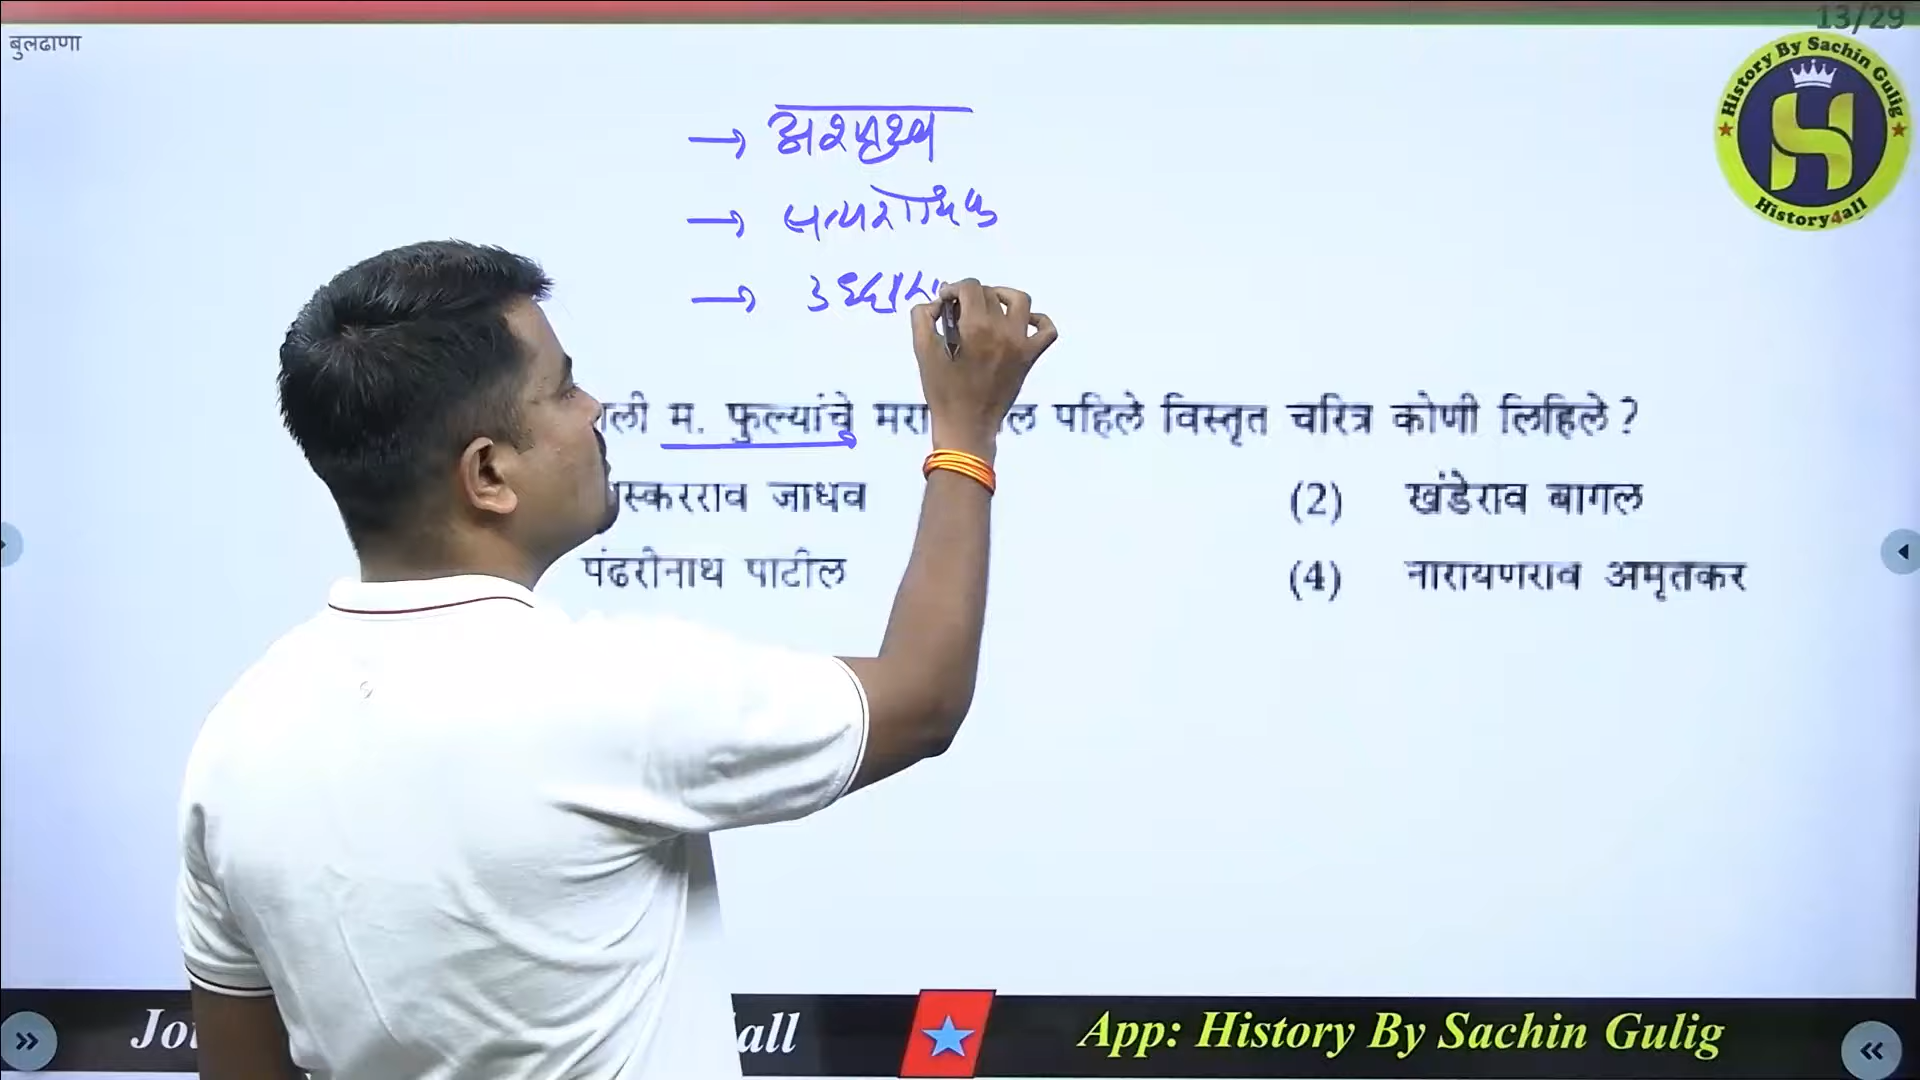 13/29
बुलढाणा
History By Sachin Gulig
History4all
→ अस्पृश्य
→ सत्यशोधक
→
म. फुल्यांचे पहिले विस्तृत चरित्र कोणी लिहिले ?
जाधव (2) खंडेराव बागल
पंढरीनाथ पाटील (4) नारायणराव अमृतकर
App: History By Sachin Gulig